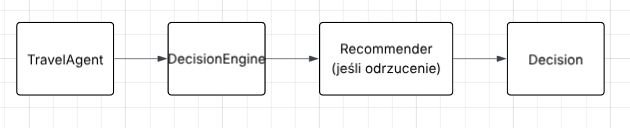 TravelAgent
DecisionEngine
Recommender
(jeśli odrzucenie)
Decision